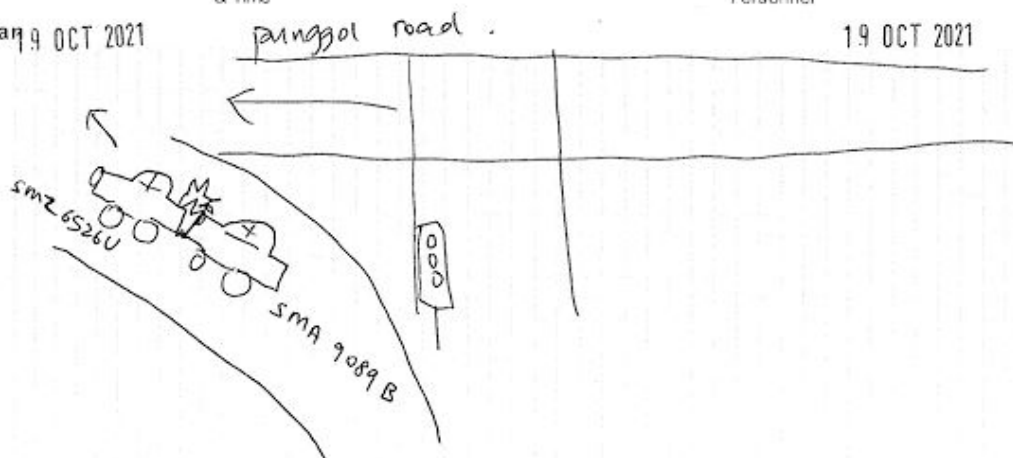 19 OCT 2021
punggol road .
19 OCT 2021
SMZ 6526U
SMA 9089 B